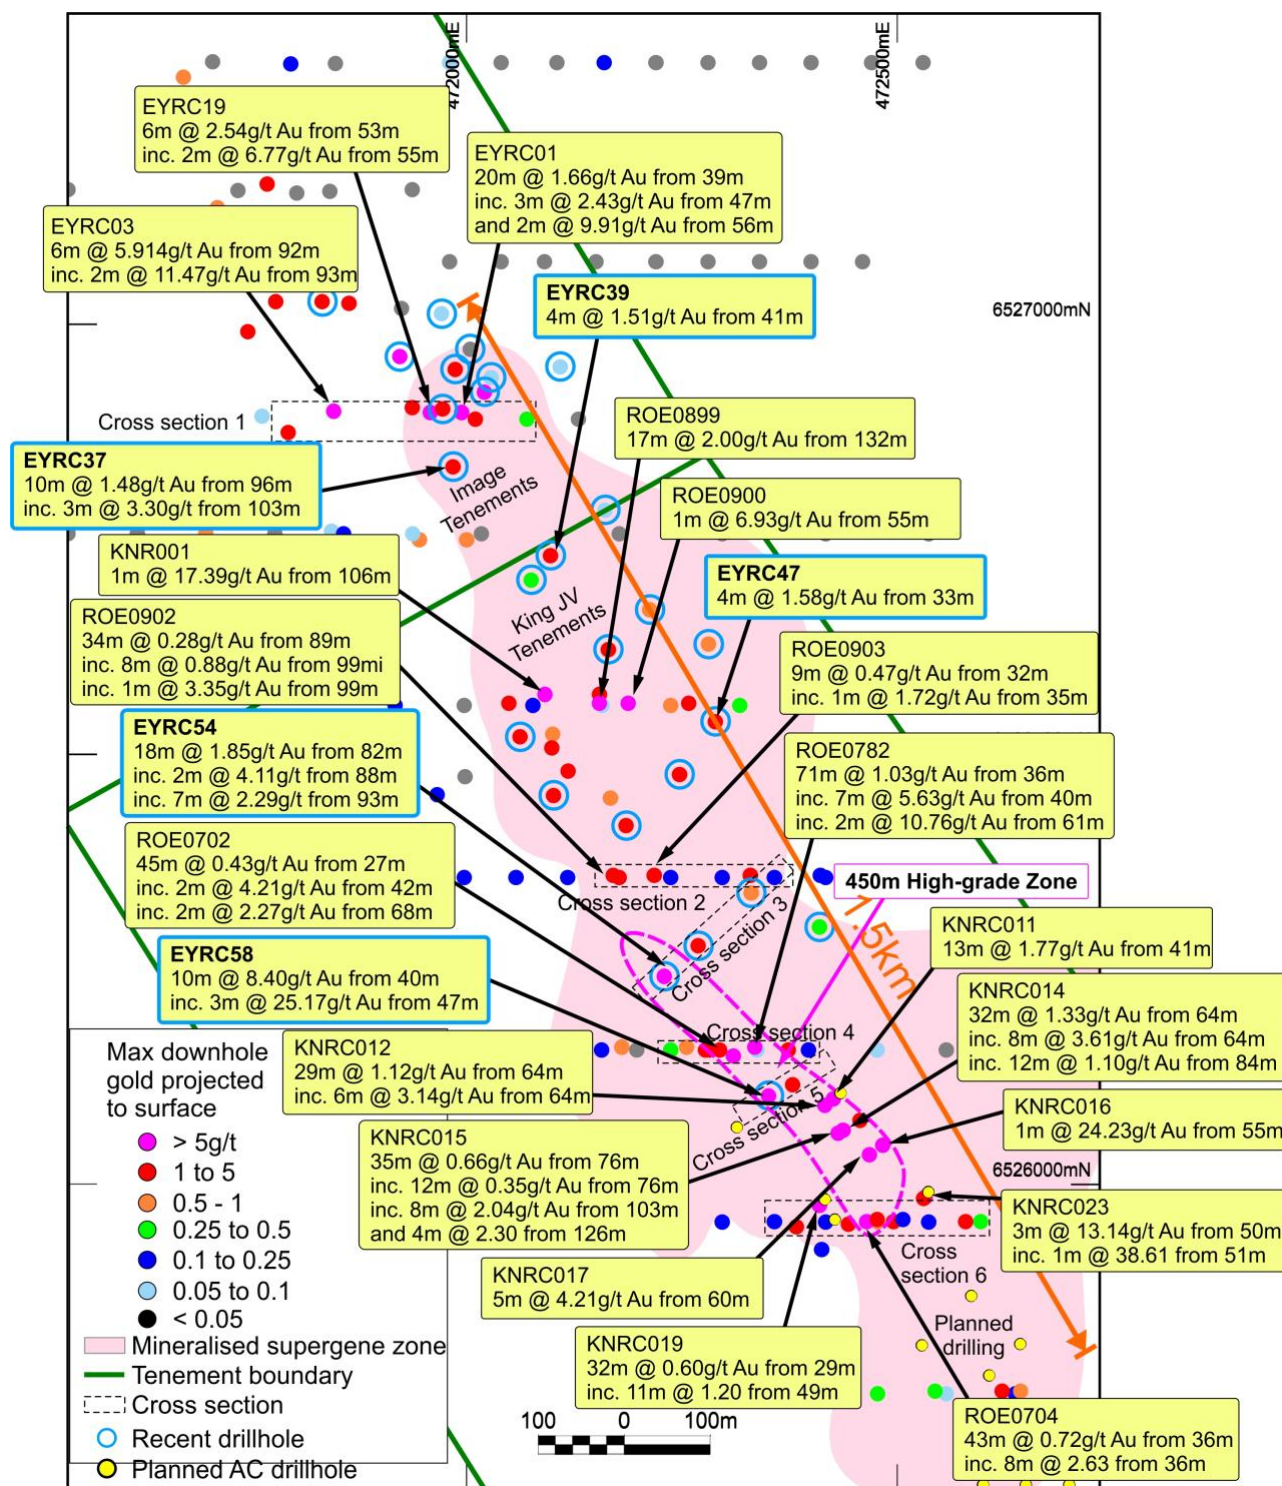 472000mE
472500mE
EYRC19
6m @ 2.54g/t Au from 53m
inc. 2m @ 6.77g/t Au from 55m
EYRC01
20m @ 1.66g/t Au from 39m
inc. 3m @ 2.43g/t Au from 47m
and 2m @ 9.91g/t Au from 56m
EYRC03
6m @ 5.914g/t Au from 92m
inc. 2m @ 11.47g/t Au from 93m
EYRC39
4m @ 1.51g/t Au from 41m
6527000mN
Cross section 1
ROE0899
17m @ 2.00g/t Au from 132m
EYRC37
10m @ 1.48g/t Au from 96m
inc. 3m @ 3.30g/t from 103m
Image
Tenements
ROE0900
1m @ 6.93g/t Au from 55m
KNR001
1m @ 17.39g/t Au from 106m
EYRC47
4m @ 1.58g/t Au from 33m
King JV
Tenements
ROE0902
34m @ 0.28g/t Au from 89m
inc. 8m @ 0.88g/t Au from 99mi
inc. 1m @ 3.35g/t Au from 99m
ROE0903
9m @ 0.47g/t Au from 32m
inc. 1m @ 1.72g/t Au from 35m
EYRC54
18m @ 1.85g/t Au from 82m
inc. 2m @ 4.11g/t from 88m
inc. 7m @ 2.29g/t from 93m
ROE0782
71m @ 1.03g/t Au from 36m
inc. 7m @ 5.63g/t Au from 40m
inc. 2m @ 10.76g/t Au from 61m
ROE0702
45m @ 0.43g/t Au from 27m
inc. 2m @ 4.21g/t Au from 42m
inc. 2m @ 2.27g/t Au from 68m
450m High-grade Zone
Cross section 2
Cross section 3
1.5km
KNRC011
13m @ 1.77g/t Au from 41m
EYRC58
10m @ 8.40g/t Au from 40m
inc. 3m @ 25.17g/t Au from 47m
KNRC014
32m @ 1.33g/t Au from 64m
inc. 8m @ 3.61g/t Au from 64m
inc. 12m @ 1.10g/t Au from 84m
Cross section 4
KNRC012
29m @ 1.12g/t Au from 64m
inc. 6m @ 3.14g/t Au from 64m
Cross section 5
KNRC016
1m @ 24.23g/t Au from 55m
KNRC015
35m @ 0.66g/t Au from 76m
inc. 12m @ 0.35g/t Au from 76m
inc. 8m @ 2.04g/t Au from 103m
and 4m @ 2.30 from 126m
6526000mN
KNRC023
3m @ 13.14g/t Au from 50m
inc. 1m @ 38.61 from 51m
Cross
section 6
KNRC017
5m @ 4.21g/t Au from 60m
Planned
drilling
KNRC019
32m @ 0.60g/t Au from 29m
inc. 11m @ 1.20 from 49m
ROE0704
43m @ 0.72g/t Au from 36m
inc. 8m @ 2.63 from 36m
Max downhole
gold projected
to surface
> 5g/t
1 to 5
0.5 - 1
0.25 to 0.5
0.1 to 0.25
0.05 to 0.1
< 0.05
Mineralised supergene zone
Tenement boundary
Cross section
Recent drillhole
Planned AC drillhole
100 0 100m